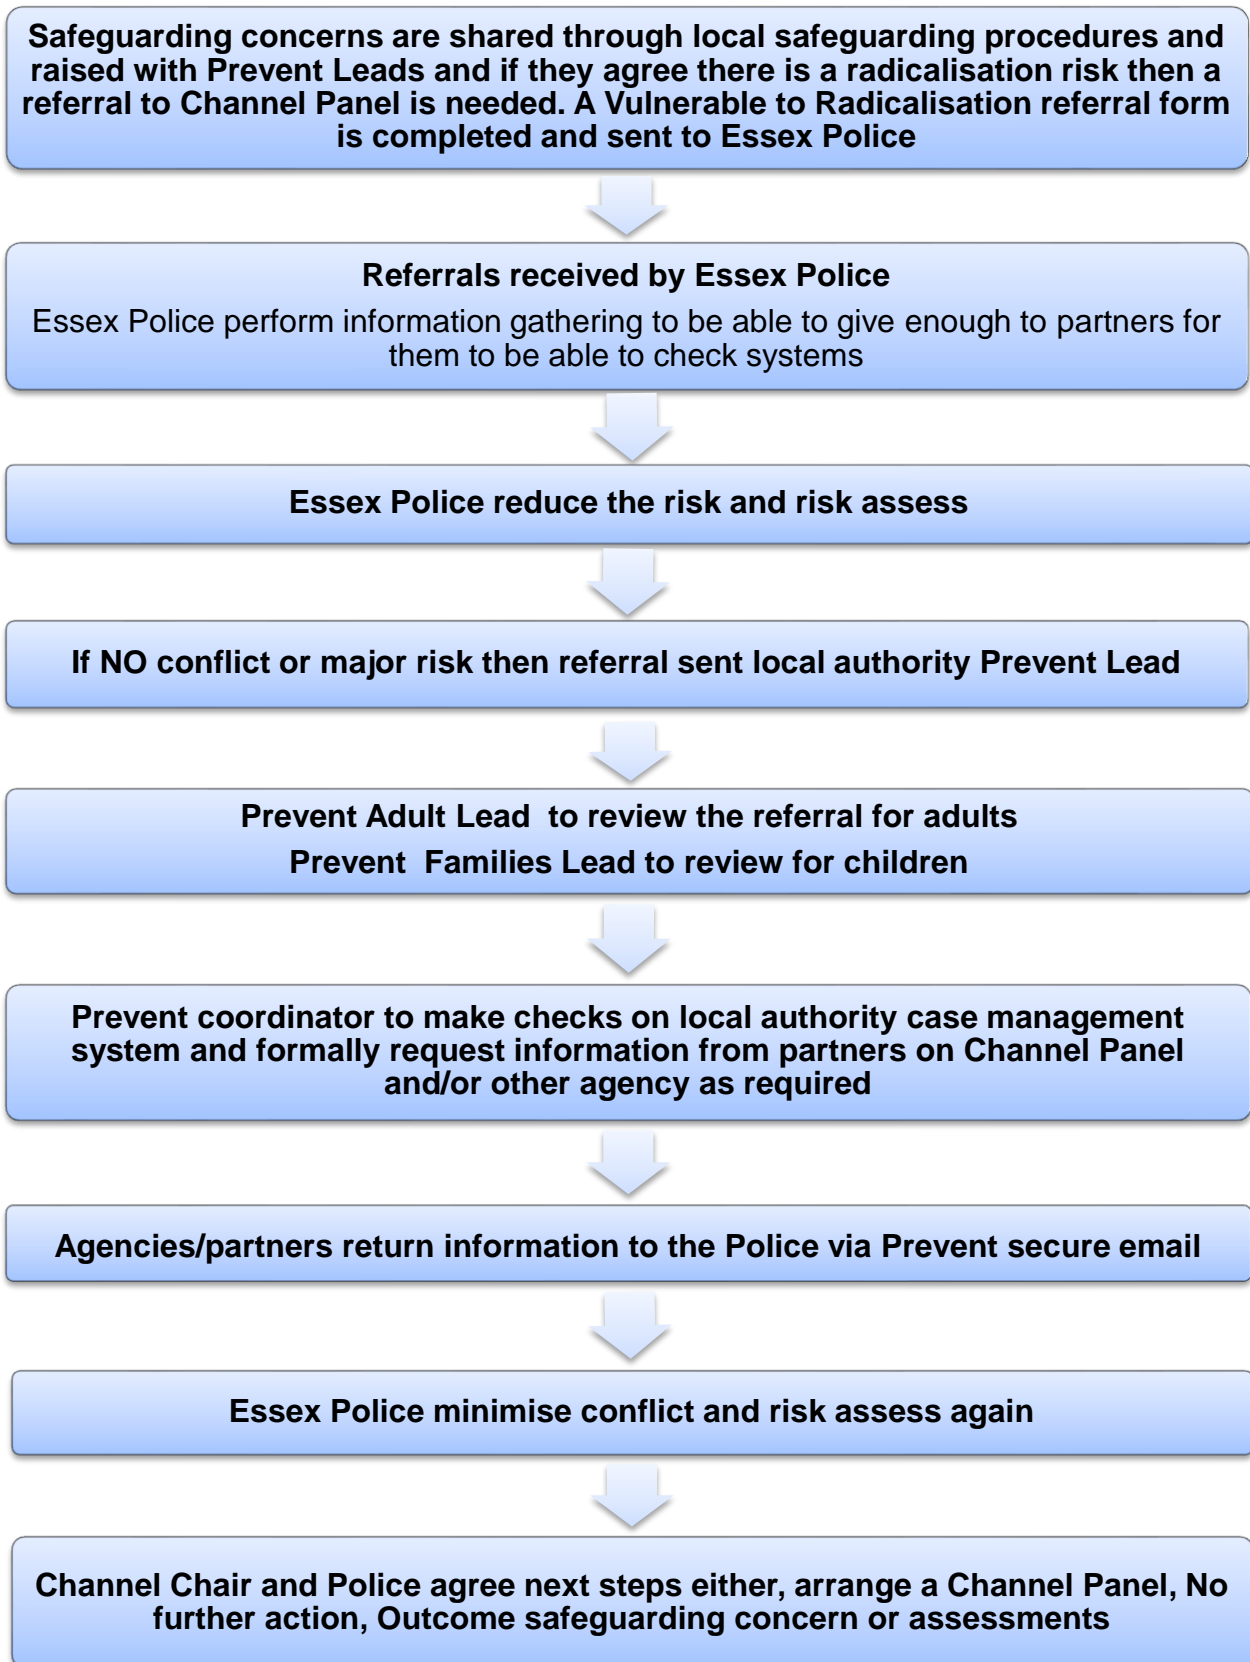 Safeguarding concerns are shared through local safeguarding procedures and
raised with Prevent Leads and if they agree there is a radicalisation risk then a
referral to Channel Panel is needed. A Vulnerable to Radicalisation referral form
is completed and sent to Essex Police
Referrals received by Essex Police
Essex Police perform information gathering to be able to give enough to partners for
them to be able to check systems
Essex Police reduce the risk and risk assess
If NO conflict or major risk then referral sent local authority Prevent Lead
Prevent Adult Lead to review the referral for adults
Prevent Families Lead to review for children
Prevent coordinator to make checks on local authority case management
system and formally request information from partners on Channel Panel
and/or other agency as required
Agencies/partners return information to the Police via Prevent secure email
Essex Police minimise conflict and risk assess again
Channel Chair and Police agree next steps either, arrange a Channel Panel, No
further action, Outcome safeguarding concern or assessments